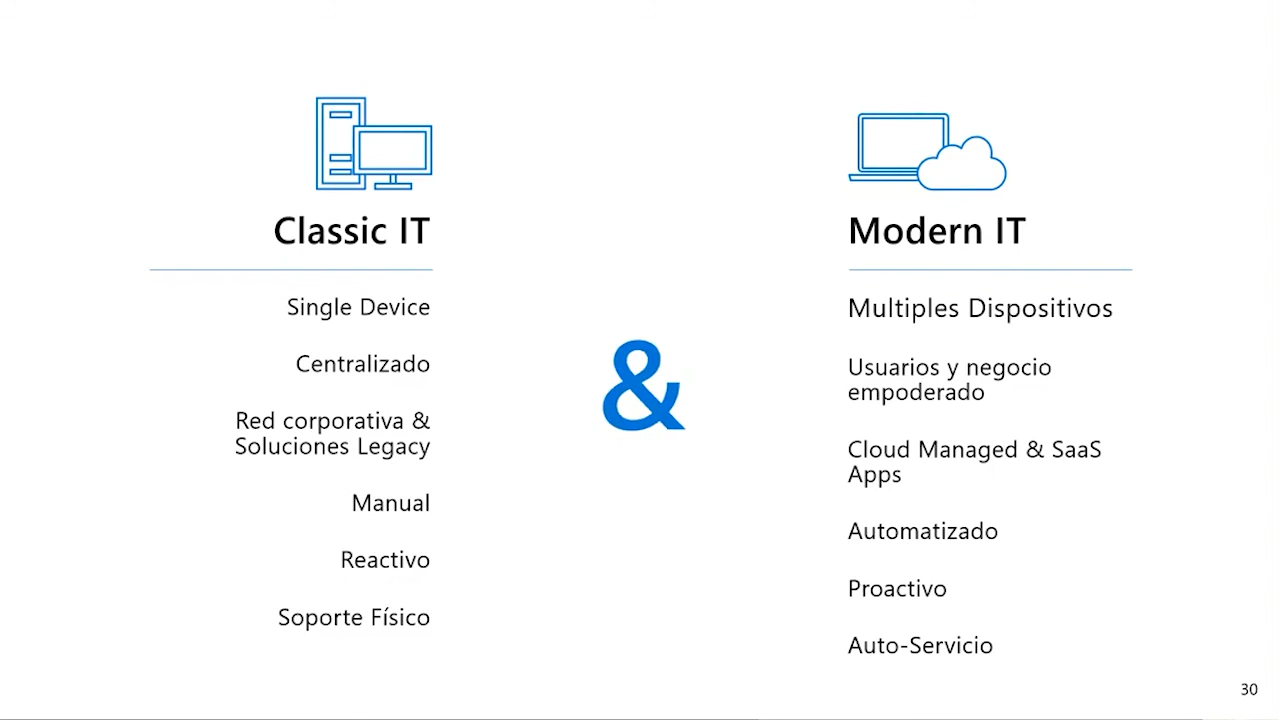 Classic IT
Single Device
Centralizado
Red corporativa &
Soluciones Legacy
Manual
Reactivo
Soporte Físico
&
Modern IT
Multiples Dispositivos
Usuarios y negocio
empoderado
Cloud Managed & SaaS
Apps
Automatizado
Proactivo
Auto-Servicio
30